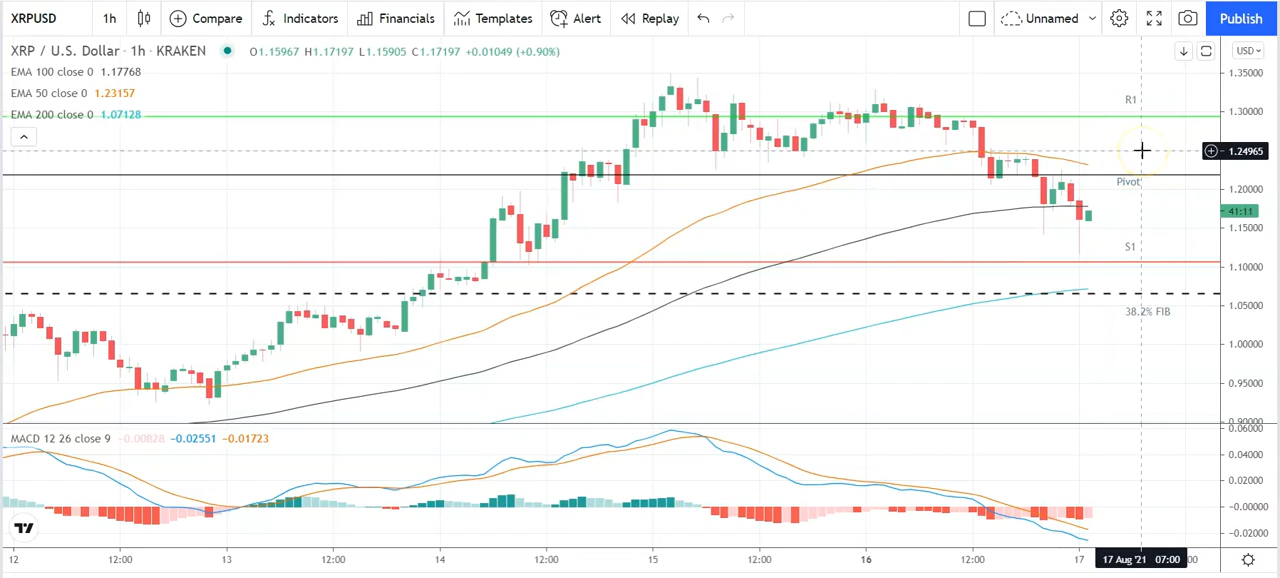 XRPUSD 1h Compare Indicators Financials Templates Alert Replay Unnamed Publish
XRP / U.S. Dollar · 1h · KRAKEN O1.15967 H1.17197 L1.15905 C1.17197 +0.01049 (+0.90%) USD
EMA 100 close 0 1.17768
EMA 50 close 0 1.23157
EMA 200 close 0 1.07128
R1
Pivot
S1
38.2% FIB
1.35000
1.30000
1.24965
1.20000
41:11
1.15000
1.10000
1.05000
1.00000
0.95000
0.90000
MACD 12 26 close 9 -0.00828 -0.02551 -0.01723
0.06000
0.04000
0.02000
-0.00000
-0.02000
12 12:00 13 12:00 14 12:00 15 12:00 16 12:00 17 17 Aug '21 07:00 :00